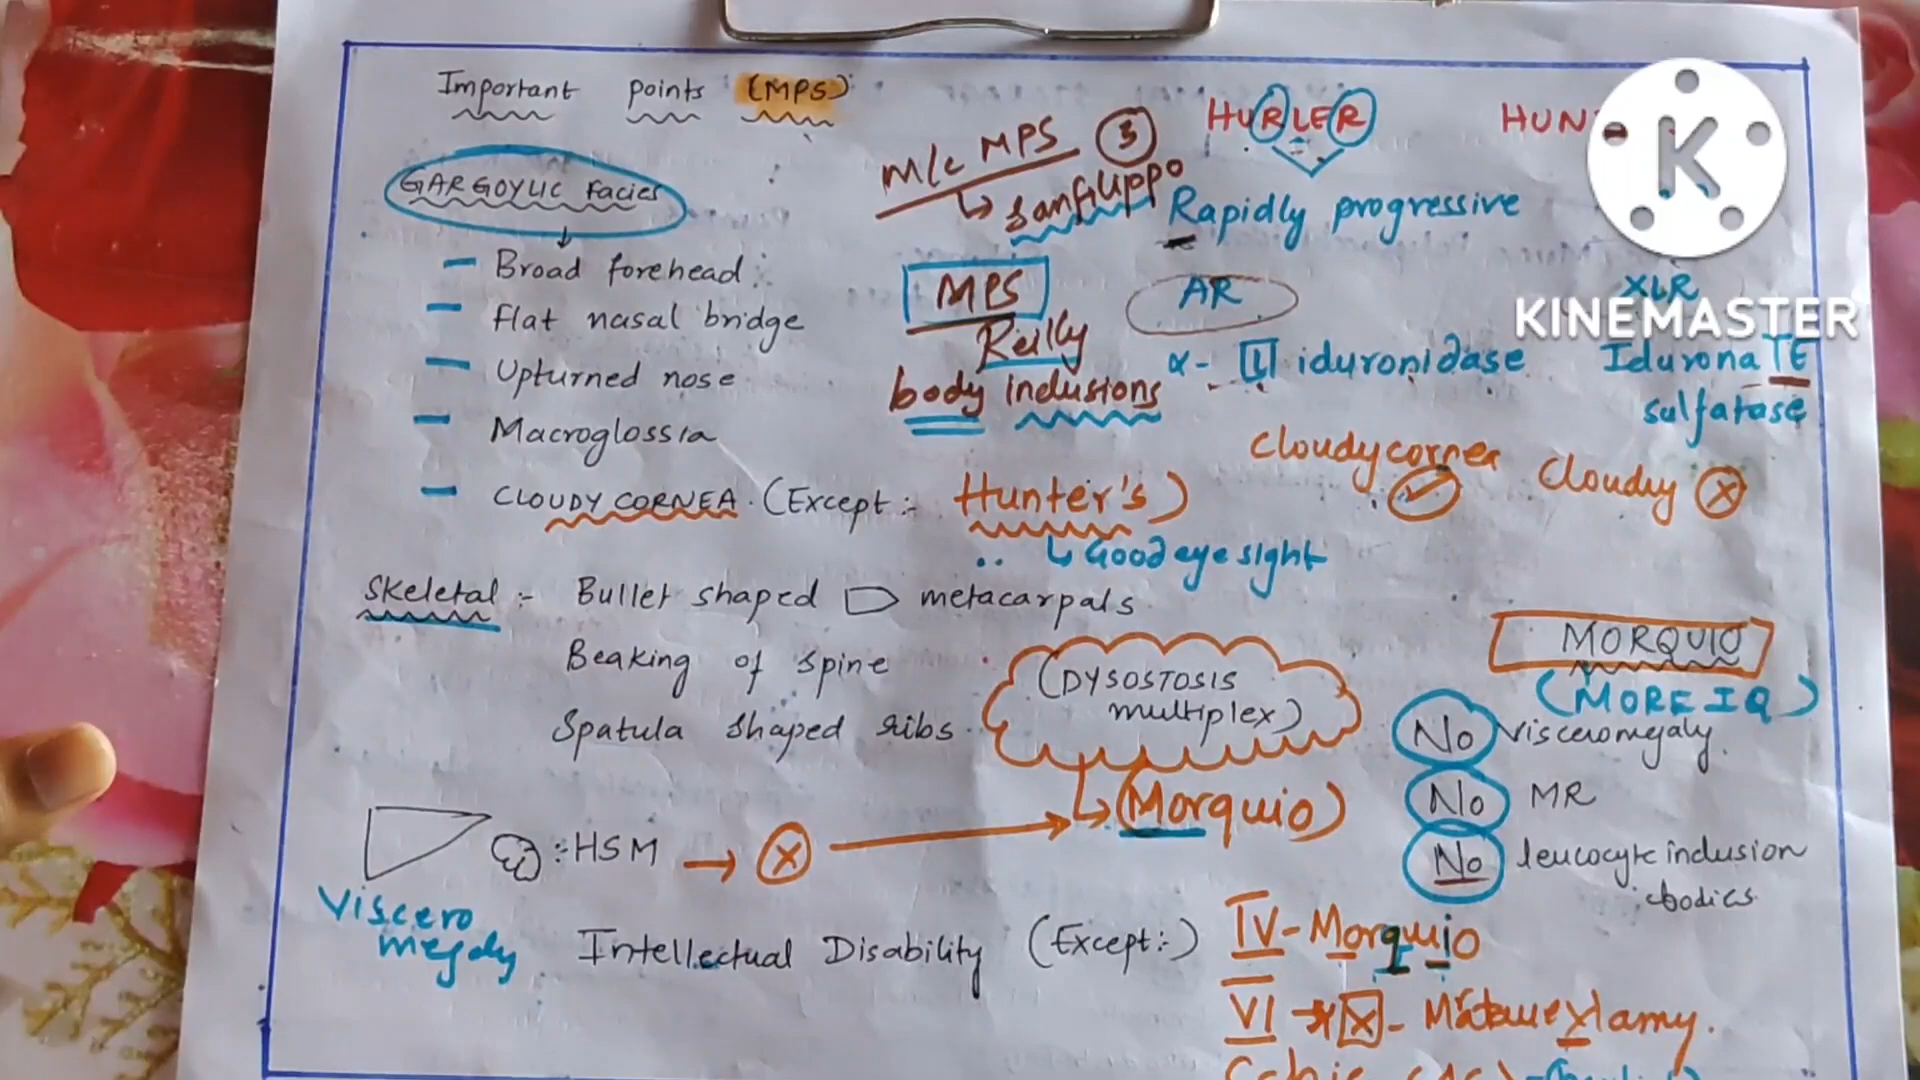 Important points (MPS)
GARGOYLIC Facies
- Broad forehead
- flat nasal bridge
- Upturned nose
- Macroglossia
- CLOUDY CORNEA (Except :- Hunter's)
↳ Good eye sight
M/c MPS 3
↳ Sanfilippo
MPS
Reilly
body inclusions
HURLER
Rapidly progressive
AR
α- L iduronidase
Cloudy cornea
HUN
XLR
IduronaTE
sulfatase
Cloudy
KINEMASTER
Skeletal :- Bullet shaped metacarpals
Beaking of spine
Spatula shaped ribs
(DYSOSTOSIS
multiplex)
↳ (Morquio)
MORQUIO
(MORE IQ)
No visceromegaly.
No MR
No leucocyte inclusion
bodies
HSM →
Viscero
megaly
Intellectual Disability (Except :-) IV - Morquio
VI